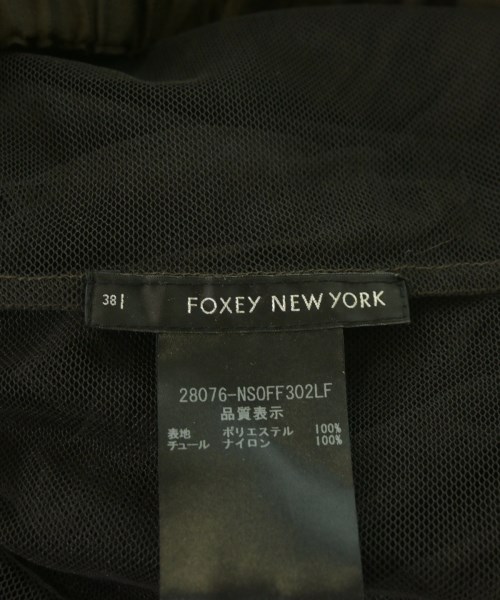 38
FOXEY NEW YORK
28076-NSOFF302LF
品質表示
表地 ポリエステル 100%
チュール ナイロン 100%